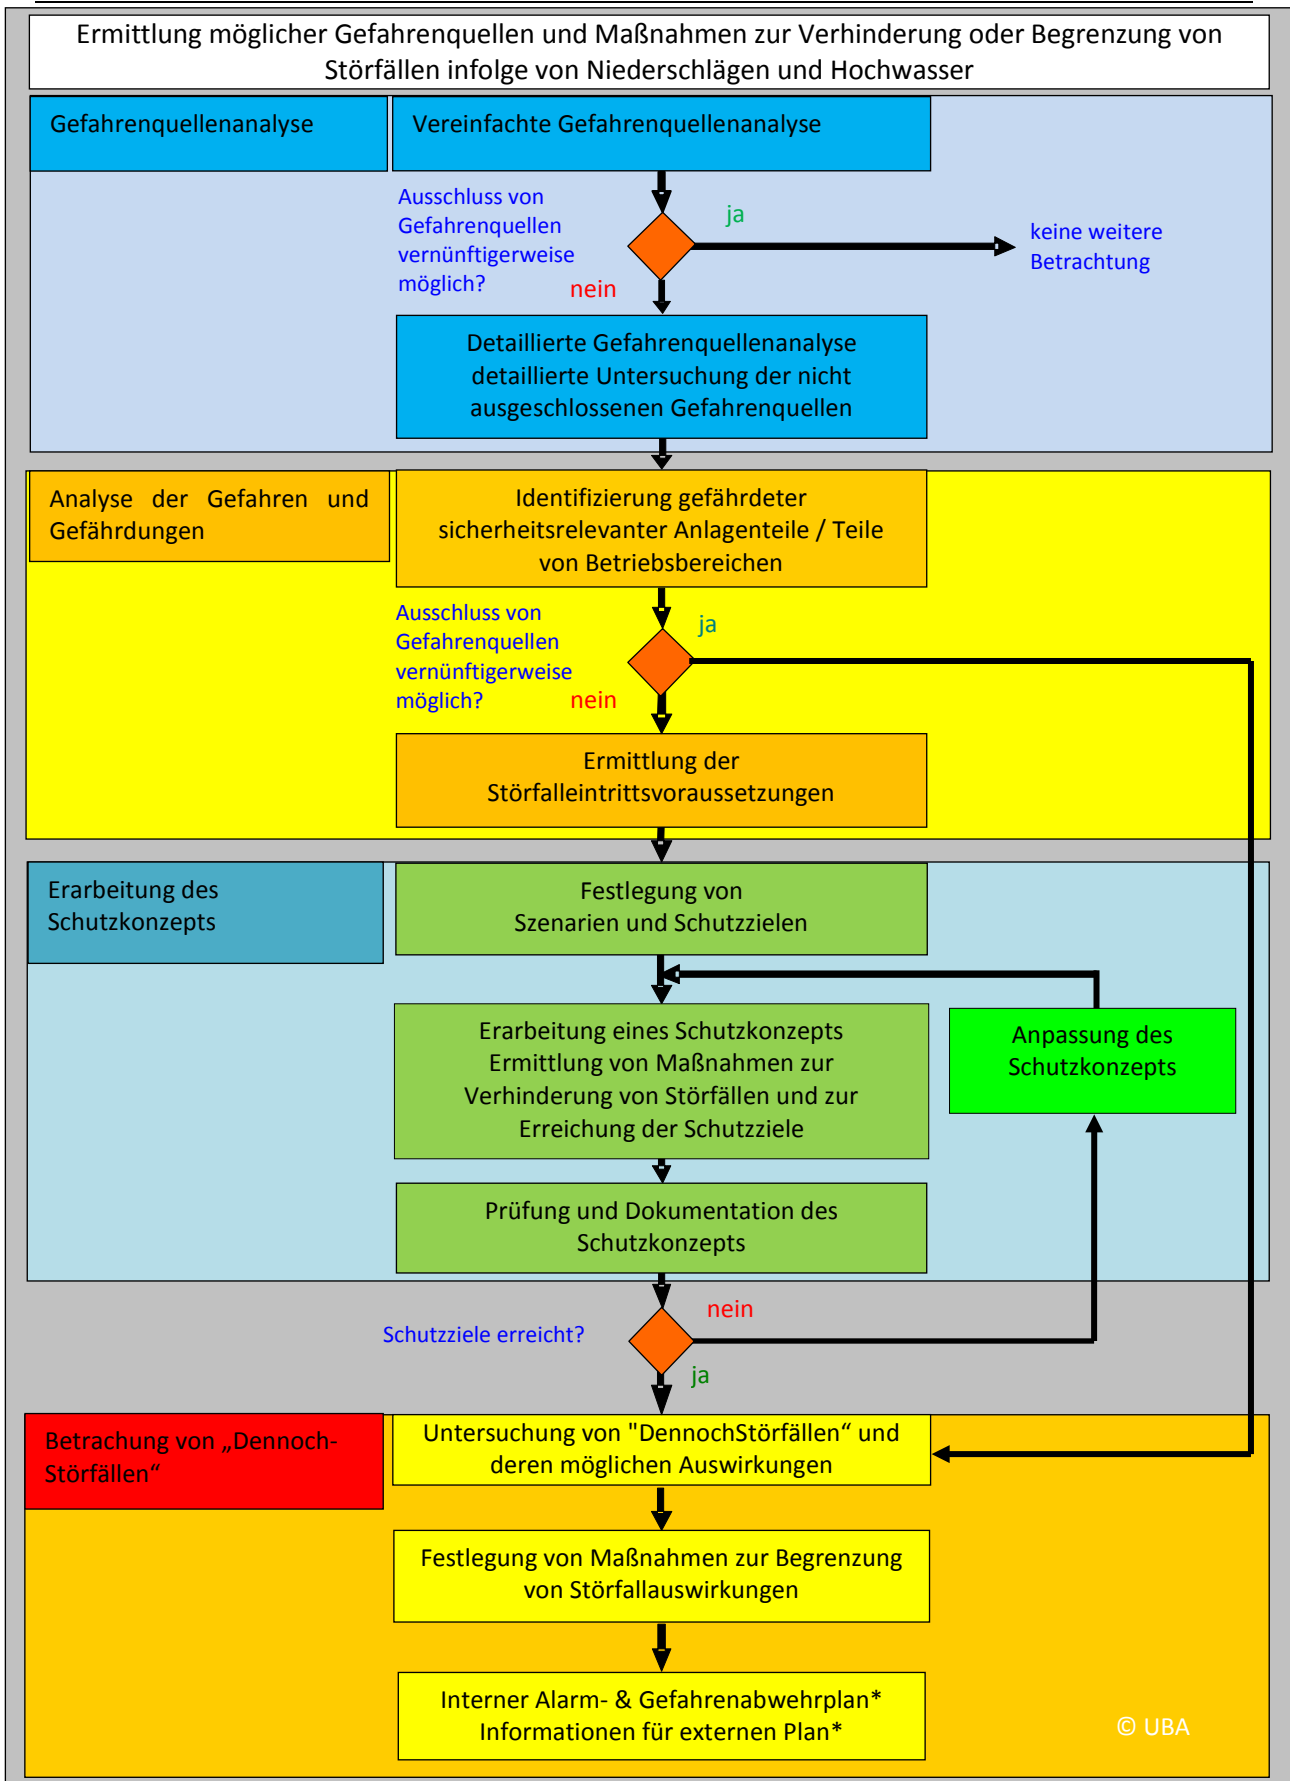 Ermittlung möglicher Gefahrenquellen und Maßnahmen zur Verhinderung oder Begrenzung von
Störfällen infolge von Niederschlägen und Hochwasser
Gefahrenquellenanalyse
Vereinfachte Gefahrenquellenanalyse
Ausschluss von
Gefahrenquellen
vernünftigerweise
möglich?
ja
keine weitere
Betrachtung
nein
Detaillierte Gefahrenquellenanalyse
detaillierte Untersuchung der nicht
ausgeschlossenen Gefahrenquellen
Analyse der Gefahren und
Gefährdungen
Identifizierung gefährdeter
sicherheitsrelevanter Anlagenteile / Teile
von Betriebsbereichen
Ausschluss von
Gefahrenquellen
vernünftigerweise
möglich?
ja
nein
Ermittlung der
Störfalleintrittsvoraussetzungen
Erarbeitung des
Schutzkonzepts
Festlegung von
Szenarien und Schutzzielen
Erarbeitung eines Schutzkonzepts
Ermittlung von Maßnahmen zur
Verhinderung von Störfällen und zur
Erreichung der Schutzziele
Anpassung des
Schutzkonzepts
Prüfung und Dokumentation des
Schutzkonzepts
Schutzziele erreicht?
nein
ja
Betrachung von „Dennoch-
Störfällen“
Untersuchung von "DennochStörfällen“ und
deren möglichen Auswirkungen
Festlegung von Maßnahmen zur Begrenzung
von Störfallauswirkungen
Interner Alarm- & Gefahrenabwehrplan*
Informationen für externen Plan*
© UBA